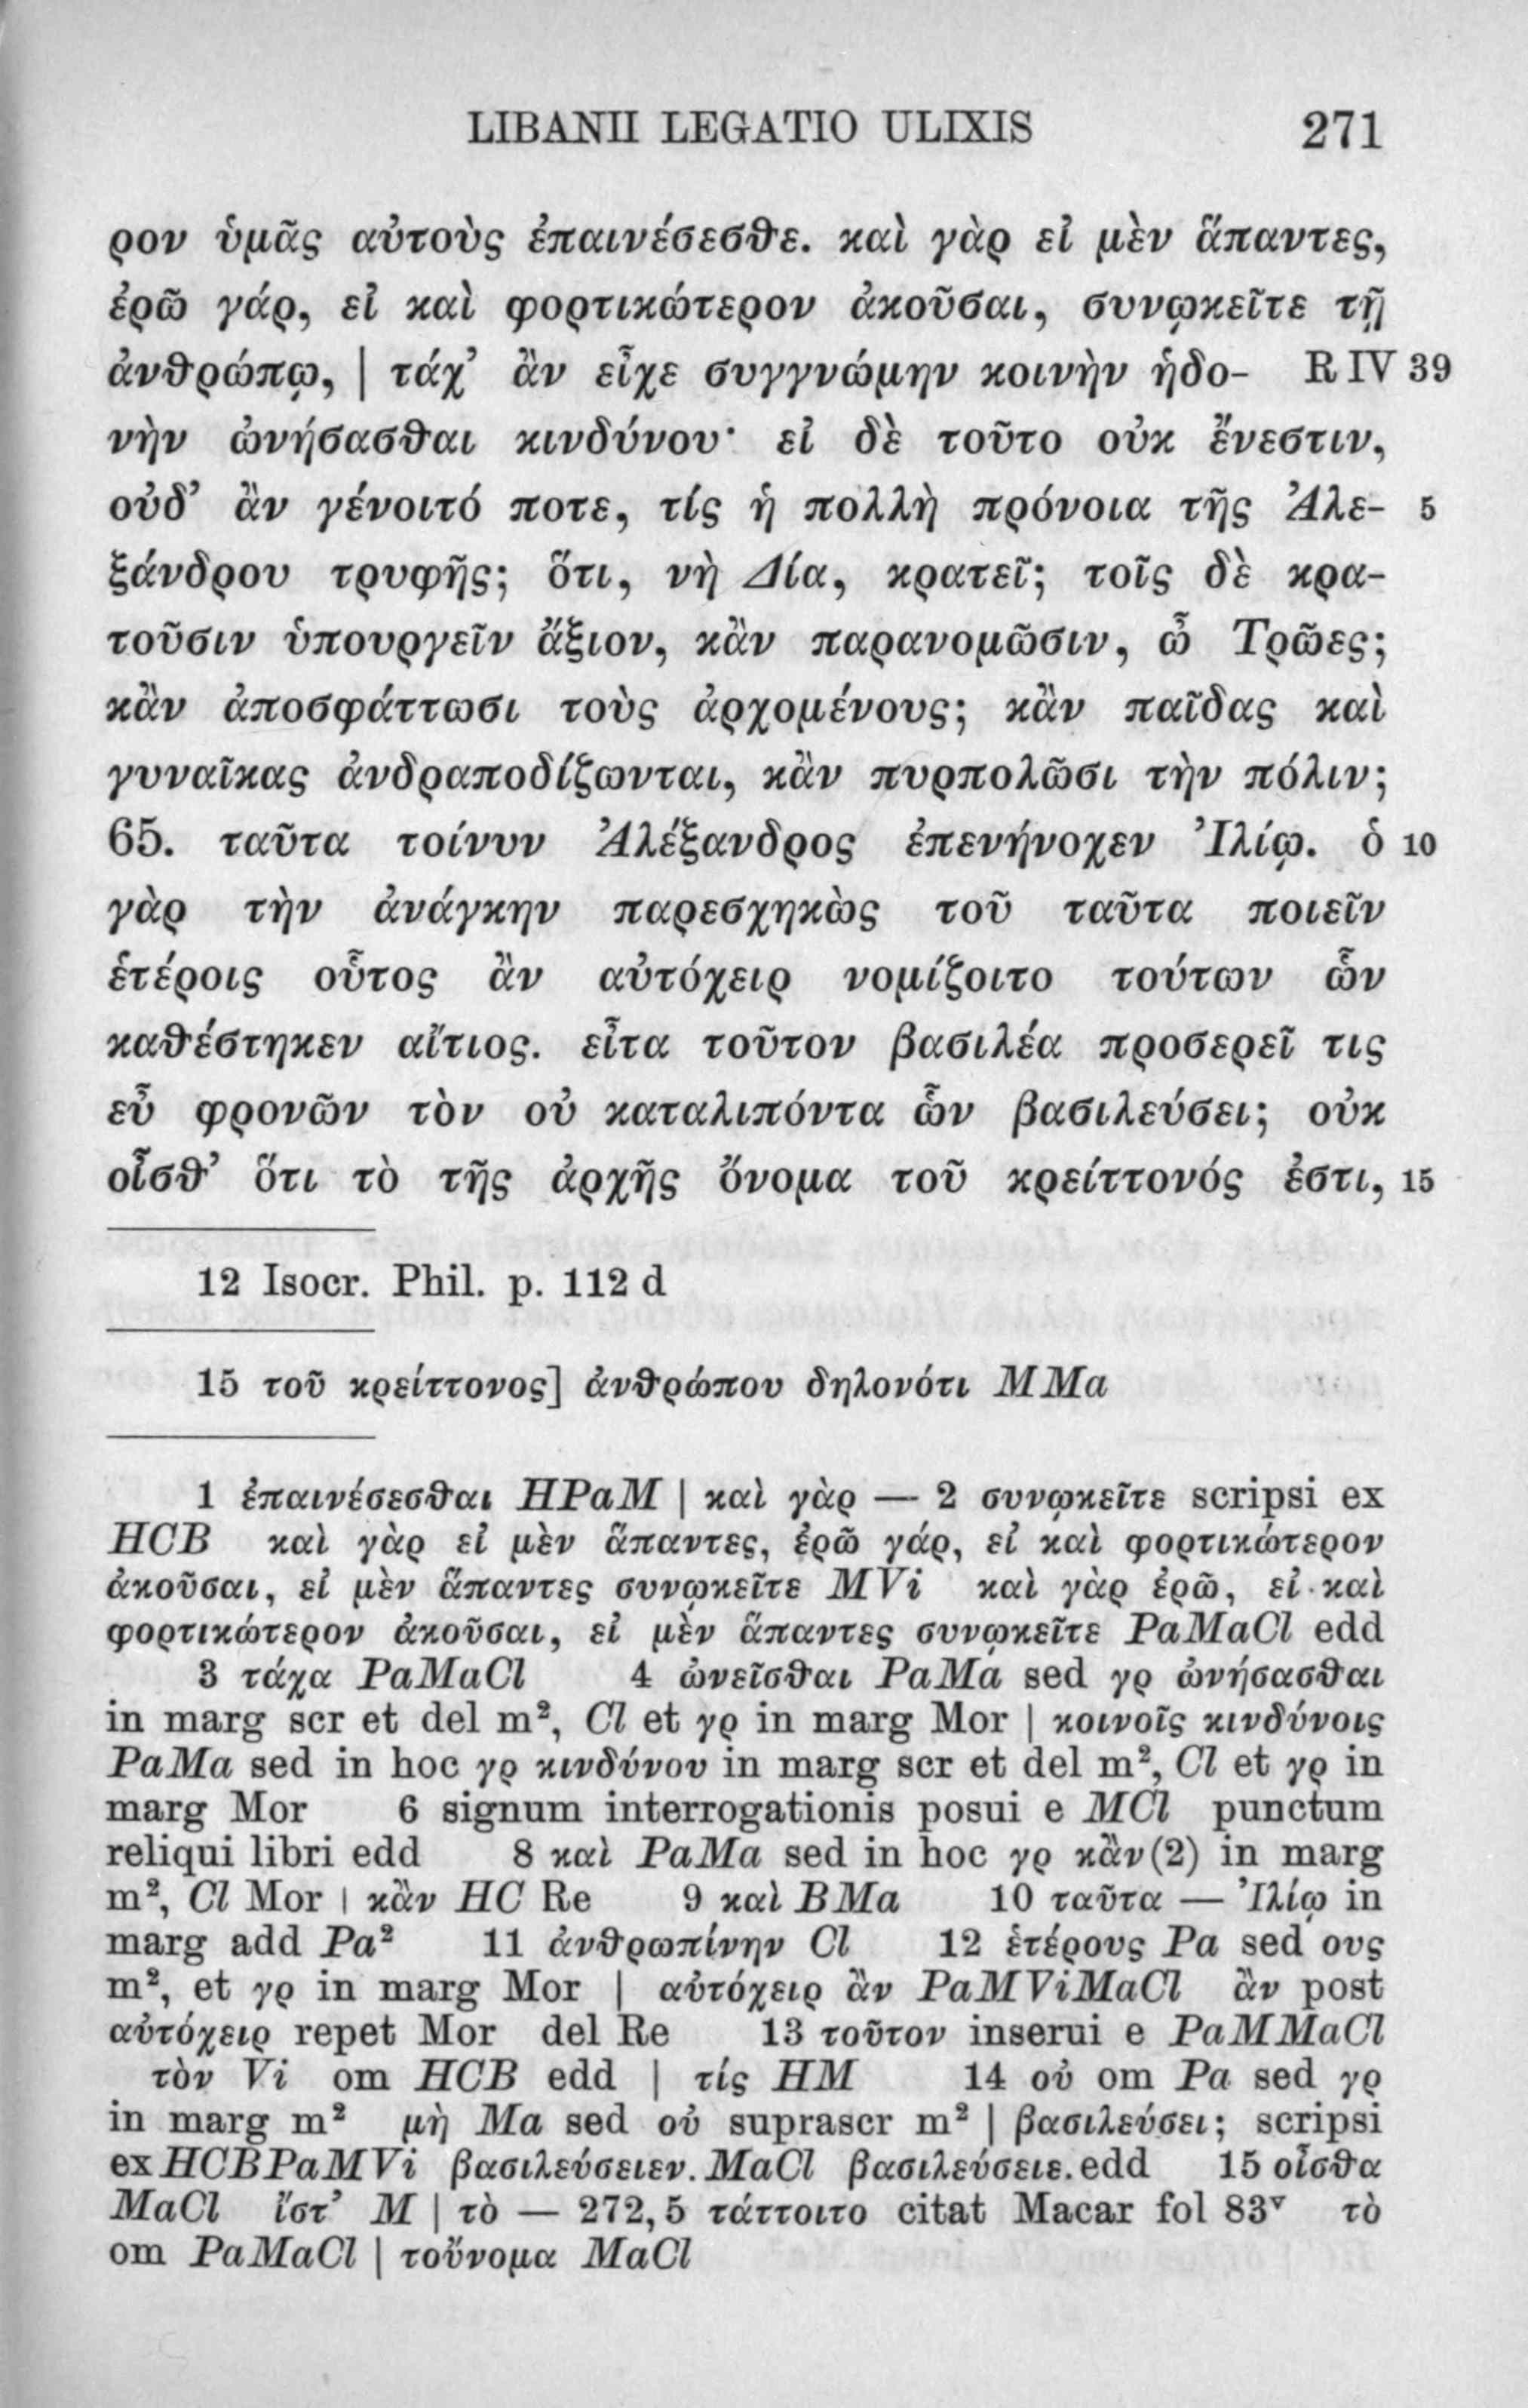 LIBANII LEGATIO ULIXIS 271
ρον ὑμᾶς αὐτοὺς ἐπαινέσεσθε. καὶ γὰρ εἰ μὲν ἅπαντες,
ἐρῶ γάρ, εἰ καὶ φορτικώτερον ἀκοῦσαι, συνῳκεῖτε τῇ
ἀνθρώπῳ, | τάχ’ ἂν εἶχε συγγνώμην κοινὴν ἡδο- R IV 39
νὴν ὠνήσασθαι κινδύνου· εἰ δὲ τοῦτο οὐκ ἔνεστιν,
οὐδ’ ἂν γένοιτό ποτε, τίς ἡ πολλὴ πρόνοια τῆς Ἀλε- 5
ξάνδρου τρυφῆς; ὅτι, νὴ Δία, κρατεῖ; τοῖς δὲ κρα-
τοῦσιν ὑπουργεῖν ἄξιον, κἂν παρανομῶσιν, ὦ Τρῶες;
κἂν ἀποσφάττωσι τοὺς ἀρχομένους; κἂν παῖδας καὶ
γυναῖκας ἀνδραποδίζωνται, κἂν πυρπολῶσι τὴν πόλιν;
65. ταῦτα τοίνυν Ἀλέξανδρος ἐπενήνοχεν Ἰλίῳ. ὁ 10
γὰρ τὴν ἀνάγκην παρεσχηκὼς τοῦ ταῦτα ποιεῖν
ἑτέροις οὗτος ἂν αὐτόχειρ νομίζοιτο τούτων ὧν
καθέστηκεν αἴτιος. εἶτα τοῦτον βασιλέα προσερεῖ τις
εὖ φρονῶν τὸν οὐ καταλιπόντα ὧν βασιλεύσει; οὐκ
οἶσθ’ ὅτι τὸ τῆς ἀρχῆς ὄνομα τοῦ κρείττονός ἐστι, 15
12 Isocr. Phil. p. 112 d
15 τοῦ κρείττονος] ἀνθρώπου δηλονότι MMa
1 ἐπαινέσεσθαι HPaM | καὶ γὰρ — 2 συνῳκεῖτε scripsi ex
HCB καὶ γὰρ εἰ μὲν ἅπαντες, ἐρῶ γάρ, εἰ καὶ φορτικώτερον
ἀκοῦσαι, εἰ μὲν ἅπαντες συνῳκεῖτε MVi καὶ γὰρ ἐρῶ, εἰ καὶ
φορτικώτερον ἀκοῦσαι, εἰ μὲν ἅπαντες συνῳκεῖτε PaMaCl edd
3 τάχα PaMaCl 4 ὠνεῖσθαι PaMa sed γρ ὠνήσασθαι
in marg scr et del m², Cl et γρ in marg Mor | κοινοῖς κινδύνοις
PaMa sed in hoc γρ κινδύνου in marg scr et del m², Cl et γρ in
marg Mor 6 signum interrogationis posui e MCl punctum
reliqui libri edd 8 καὶ PaMa sed in hoc γρ κἂν (2) in marg
m², Cl Mor | κἂν HC Re 9 καὶ BMa 10 ταῦτα — Ἰλίῳ in
marg add Pa² 11 ἀνθρωπίνην Cl 12 ἑτέρους Pa sed ους
m², et γρ in marg Mor | αὐτόχειρ ἂν PaMViMaCl ἂν post
αὐτόχειρ repet Mor del Re 13 τοῦτον inserui e PaMMaCl
τὸν Vi om HCB edd | τίς HM 14 οὐ om Pa sed γρ
in marg m² μὴ Ma sed οὐ suprascr m² | βασιλεύσει; scripsi
ex HCBPaMVi βασιλεύσειεν. MaCl βασιλεύσειε. edd 15 οἶσθα
MaCl ἴστ’ M | τὸ — 272, 5 τάττοιτο citat Macar fol 83ᵛ τὸ
om PaMaCl | τοὔνομα MaCl